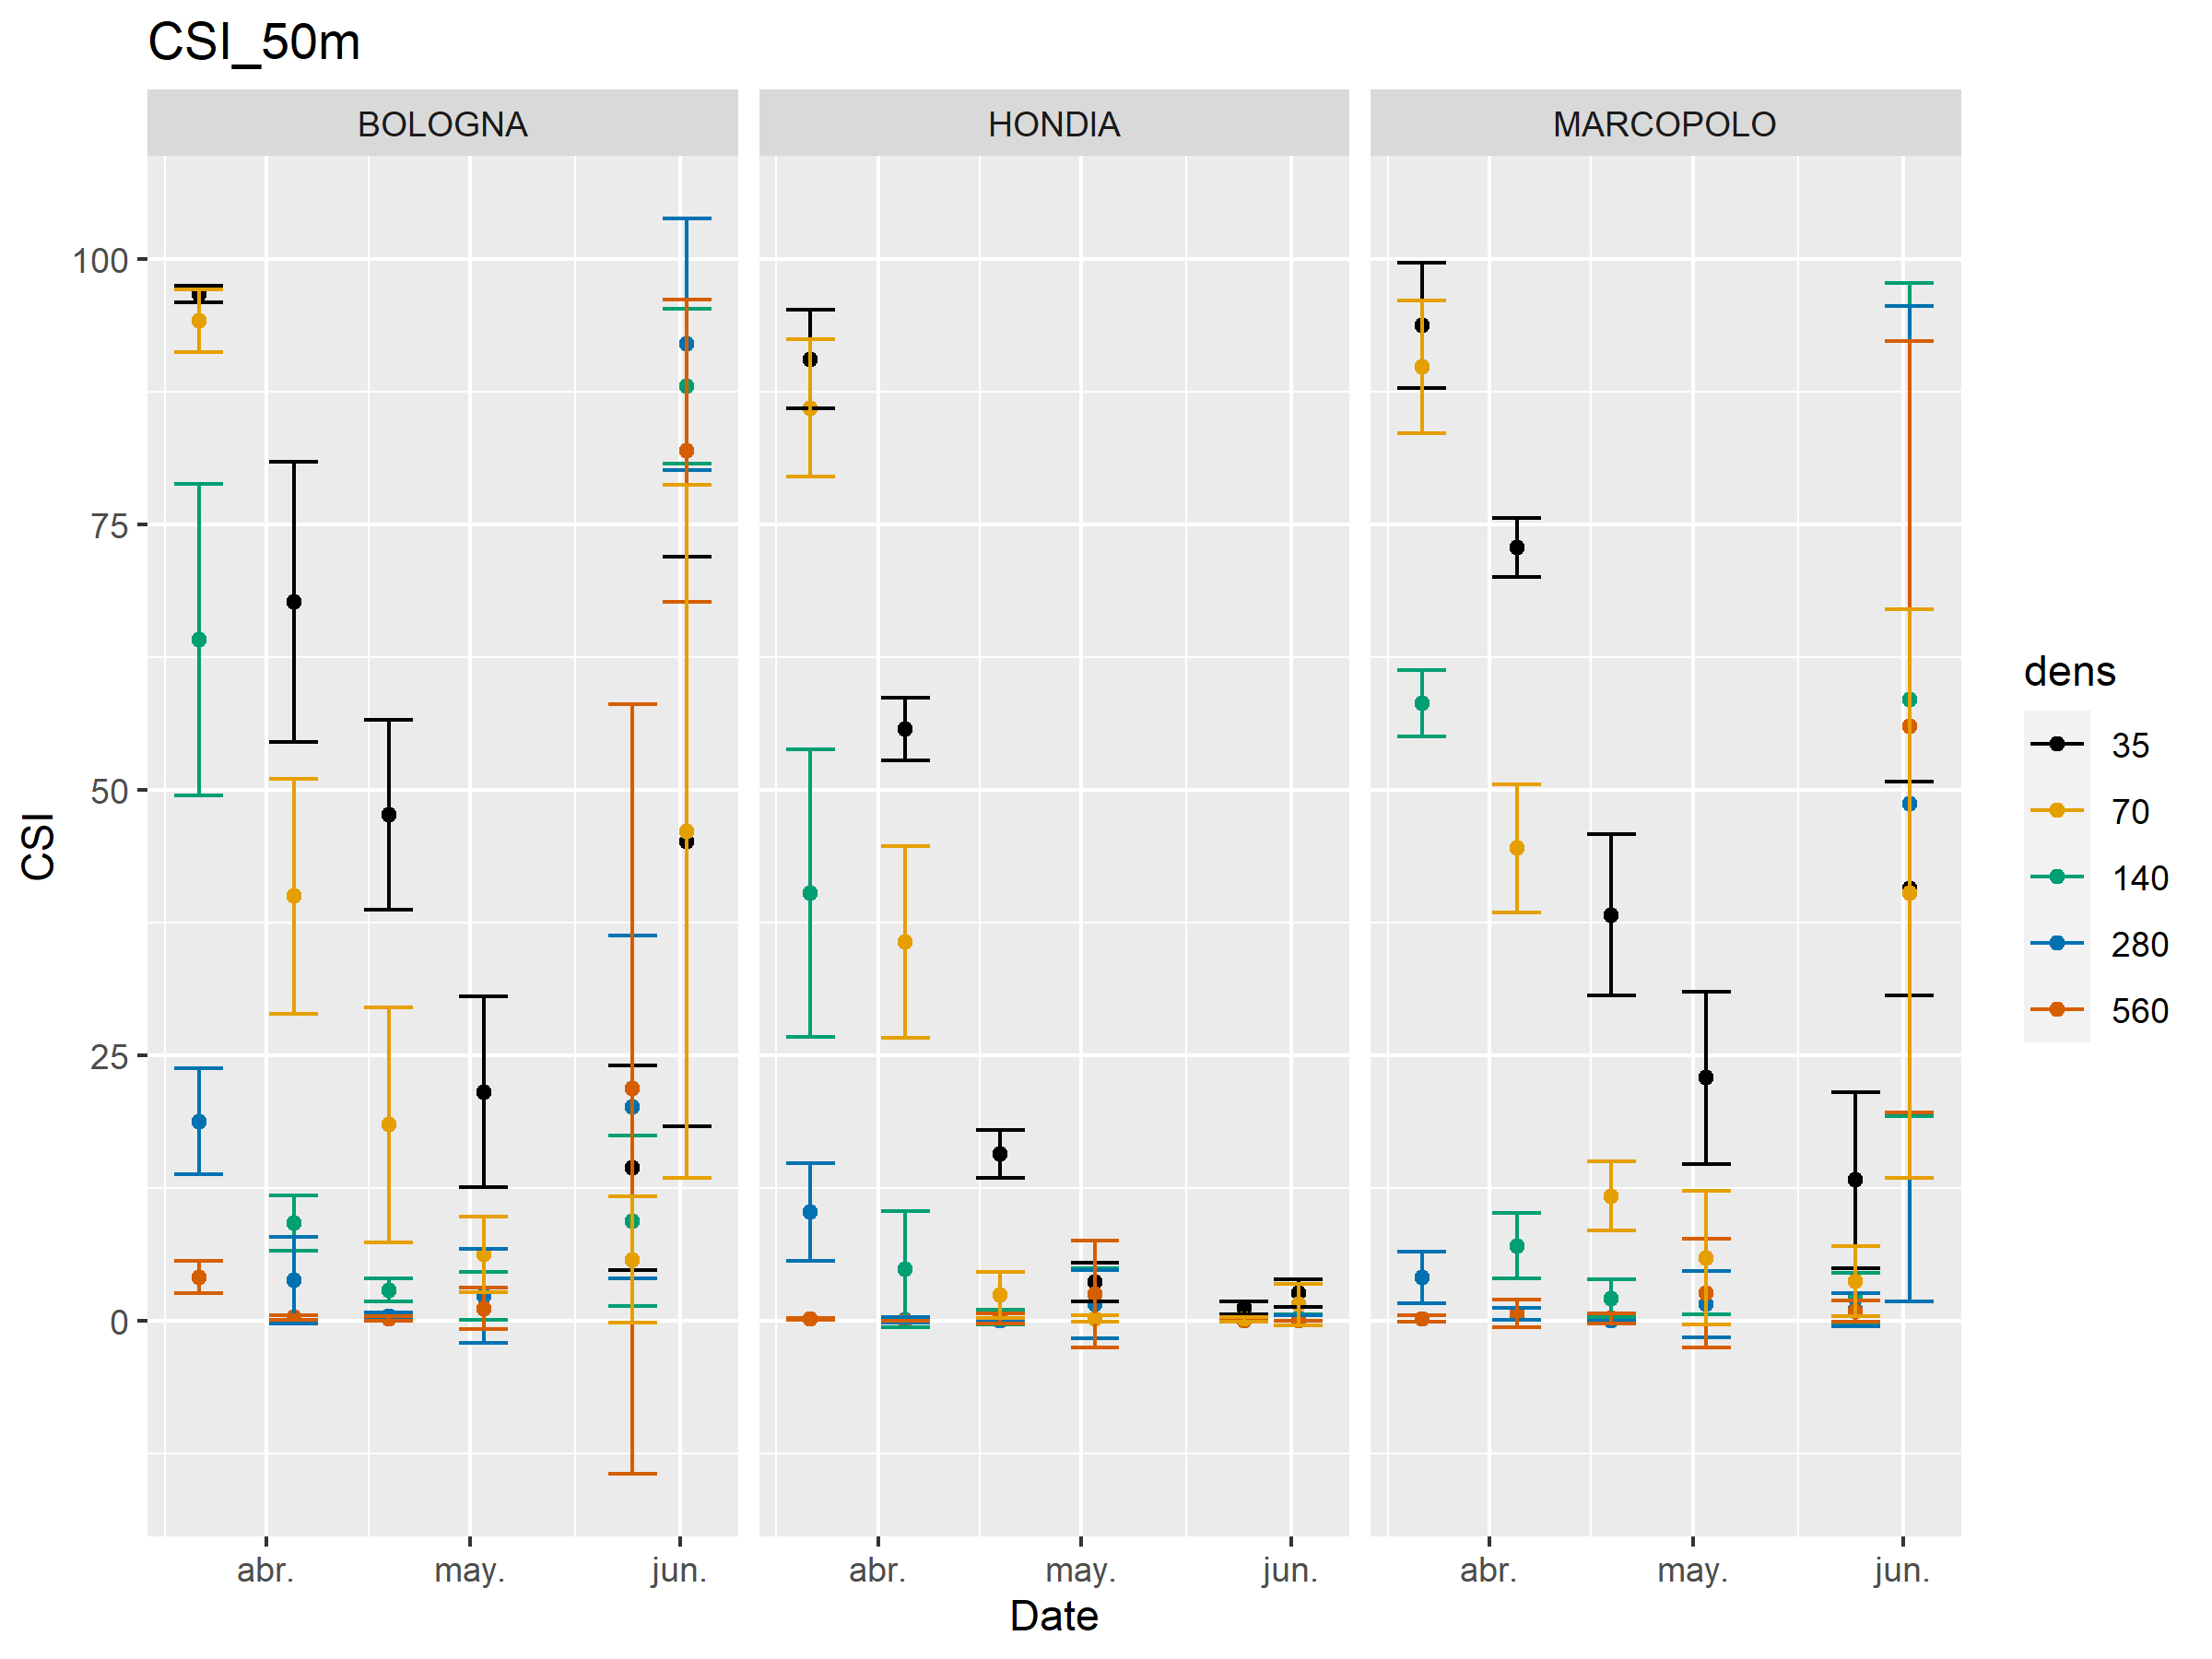 CSI_50m
BOLOGNA HONDIA MARCOPOLO
100
75
50
25
0
CSI
abr. may. jun. abr. may. jun. abr. may. jun.
Date
dens
35
70
140
280
560